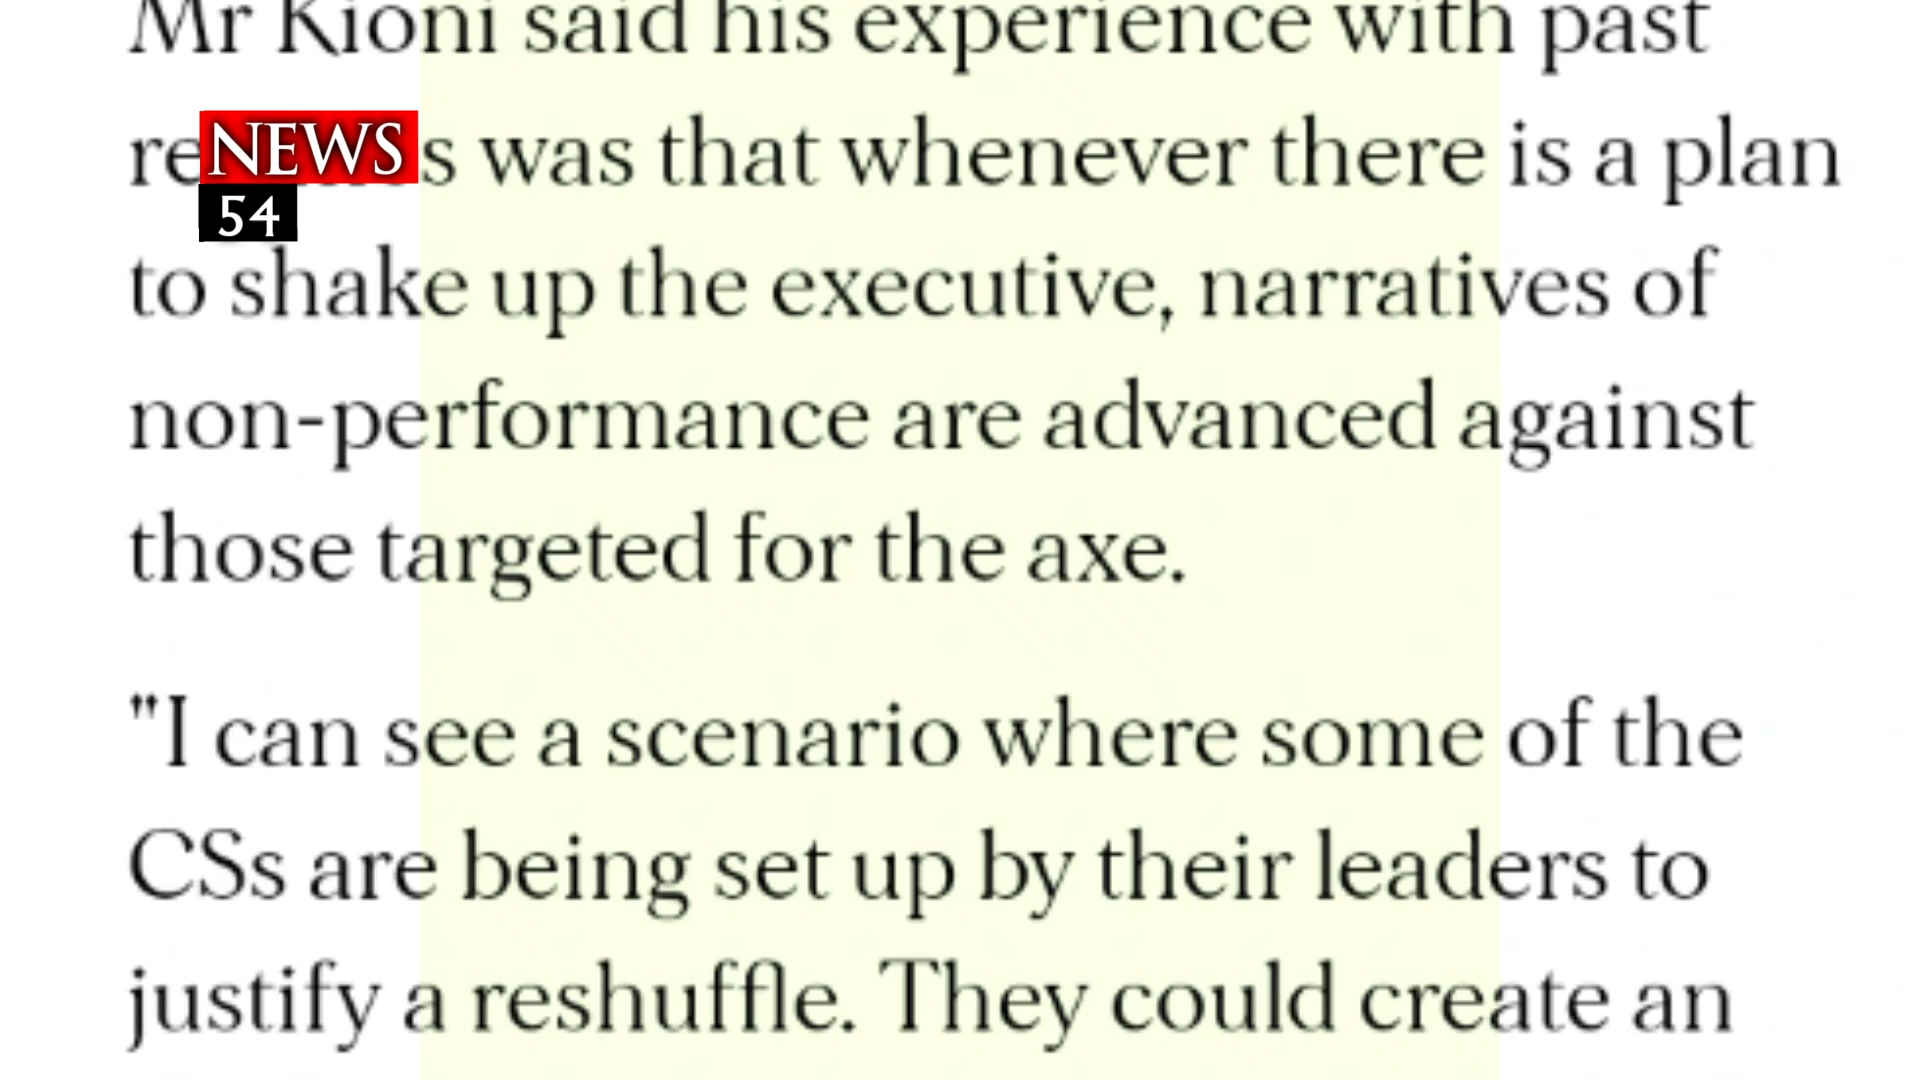 Mr Kioni said his experience with past
NEWS
54
was that whenever there is a plan
to shake up the executive, narratives of
non-performance are advanced against
those targeted for the axe.
"I can see a scenario where some of the
CSs are being set up by their leaders to
justify a reshuffle. They could create an